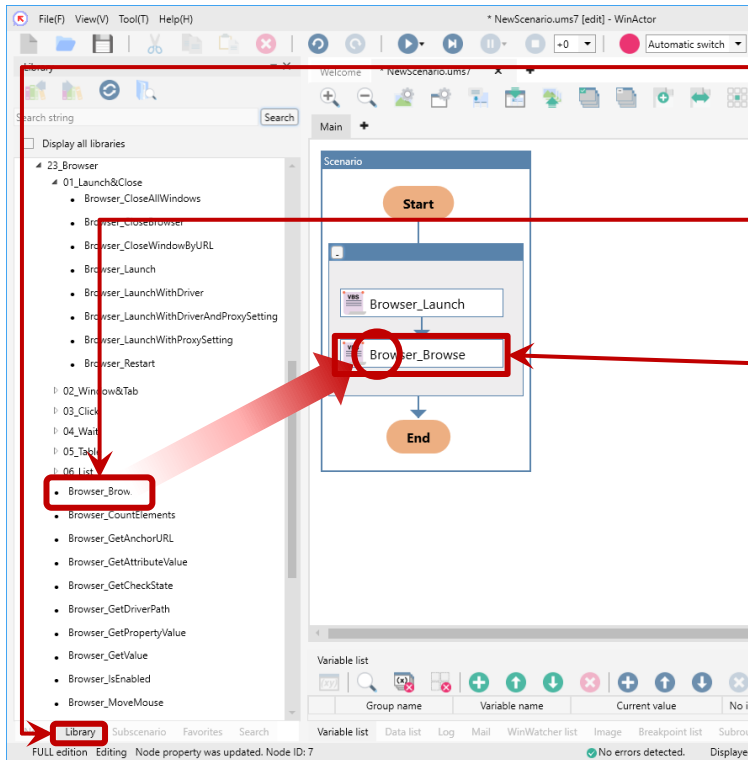 File(F) View(V) Tool(T) Help(H)
* NewScenario.ums7 [edit] - WinActor
+0
Automatic switch
Library
Welcome
* NewScenario.ums7 x +
Search string
Search
Main +
Display all libraries
23_Browser
01_Launch&Close
Browser_CloseAllWindows
Browser_CloseBrowser
Browser_CloseWindowByURL
Browser_Launch
Browser_LaunchWithDriver
Browser_LaunchWithDriverAndProxySetting
Browser_LaunchWithProxySetting
Browser_Restart
02_Window&Tab
03_Click
04_Wait
05_Table
06_List
Browser_Brow
Browser_CountElements
Browser_GetAnchorURL
Browser_GetAttributeValue
Browser_GetCheckState
Browser_GetDriverPath
Browser_GetPropertyValue
Browser_GetValue
Browser_IsEnabled
Browser_MoveMouse
Library Subscenario Favorites Search
Scenario
Start
VBS
Browser_Launch
Browser_Browse
End
Variable list
Group name Variable name Current value No i
Variable list Data list Log Mail WinWatcher list Image Breakpoint list Subrou
FULL edition Editing Node property was updated. Node ID: 7
No errors detected. Displaye